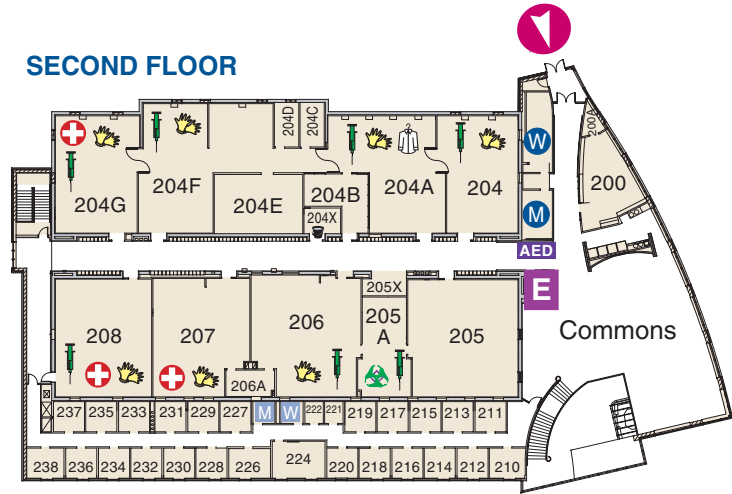 SECOND FLOOR
204D
204C
200A
W
200
204G
204F
204E
204B
204A
204
204X
M
AED
E
205X
Commons
208
207
206
205
A
205
206A
237
235
233
231
229
227
M
W
222
221
219
217
215
213
211
238
236
234
232
230
228
226
224
220
218
216
214
212
210